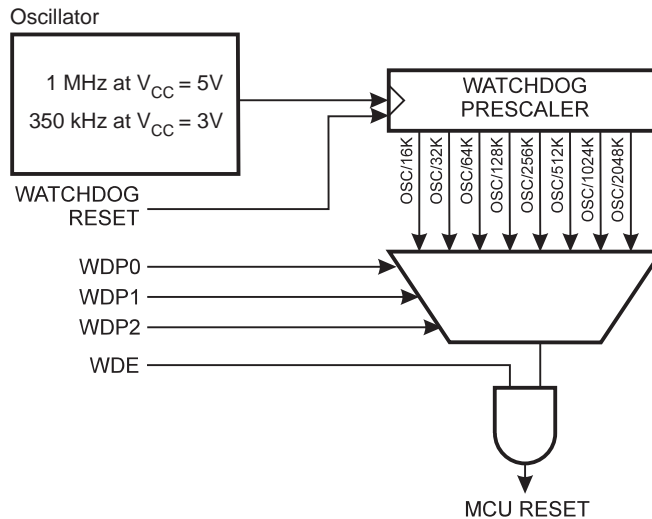 Oscillator
1 MHz at VCC = 5V
350 kHz at VCC = 3V
WATCHDOG
PRESCALER
OSC/16K
OSC/32K
OSC/64K
OSC/128K
OSC/256K
OSC/512K
OSC/1024K
OSC/2048K
WATCHDOG
RESET
WDP0
WDP1
WDP2
WDE
MCU RESET